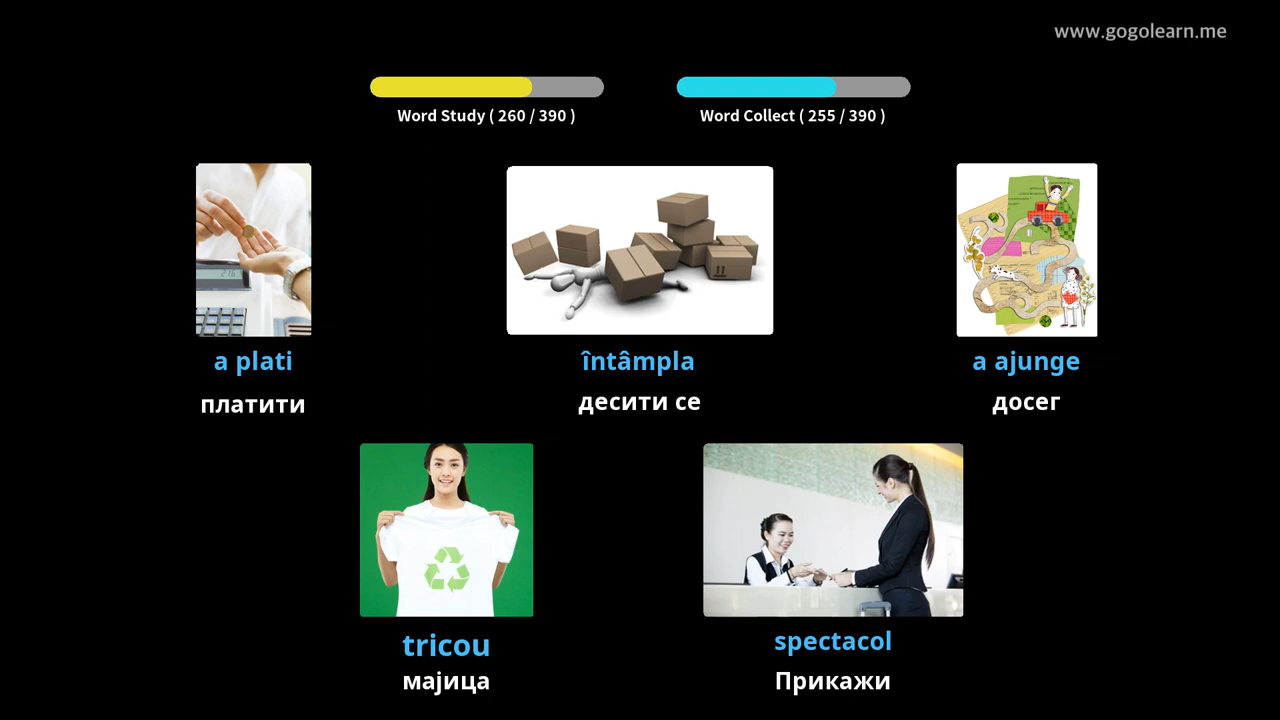 www.gogolearn.me
Word Study ( 260 / 390 )
Word Collect ( 255 / 390 )
a plati
întâmpla
a ajunge
платити
десити се
досег
tricou
spectacol
мајица
Прикажи